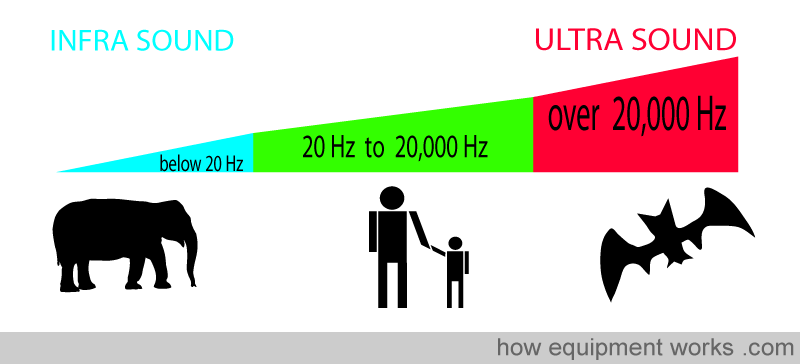 INFRA SOUND
ULTRA SOUND
below 20 Hz
20 Hz to 20,000 Hz
over 20,000 Hz
how equipment works .com